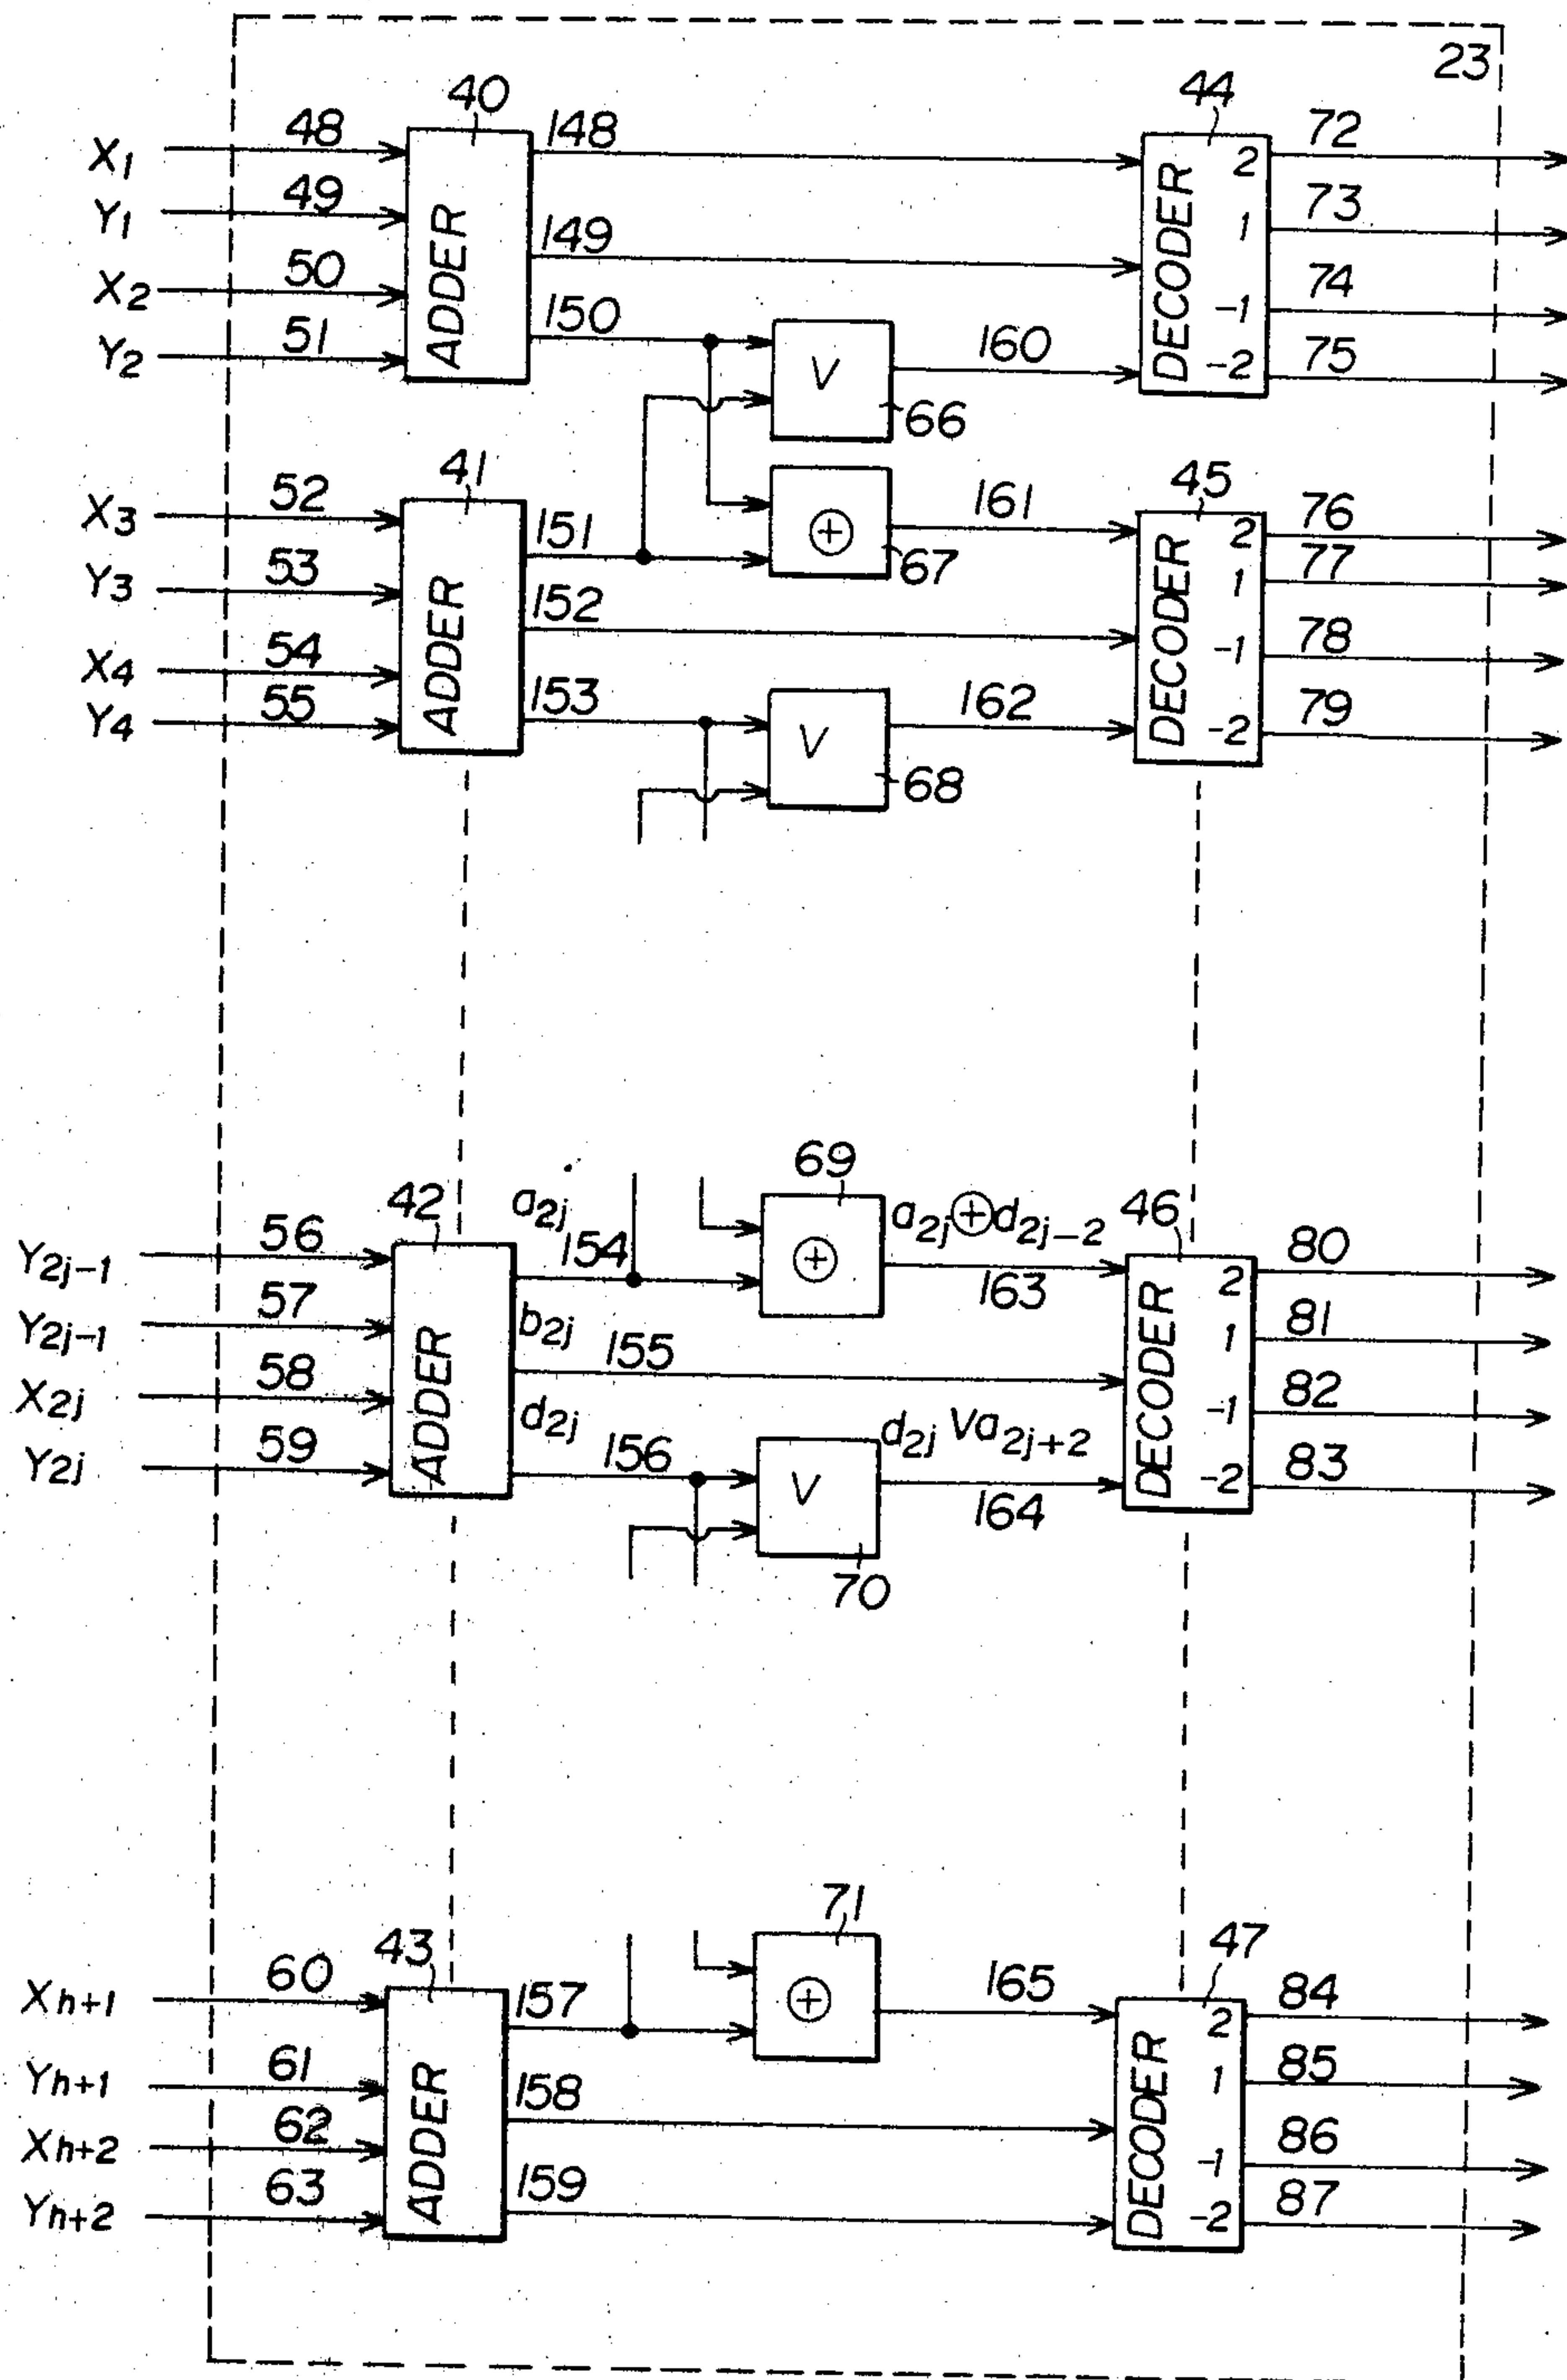 23
40
44
X1 48 148 2 72
Y1 49 149 1 73
X2 50 150 160 -1 74
Y2 51 ADDER V DECODER -2 75
66
41
45
X3 52 151 161 2 76
Y3 53 ⊕ 67 1 77
X4 54 152 -1 78
Y4 55 ADDER 153 V 162 DECODER -2 79
68
69
42 a2j a2j⊕d2j-2 46
Y2j-1 56 154 ⊕ 163 2 80
Y2j-1 57 b2j 155 1 81
X2j 58 d2j d2j Va2j+2 -1 82
Y2j 59 ADDER 156 V 164 DECODER -2 83
70
71
43 47
Xh+1 60 157 ⊕ 165 2 84
Yh+1 61 158 1 85
Xh+2 62 -1 86
Yh+2 63 ADDER 159 DECODER -2 87